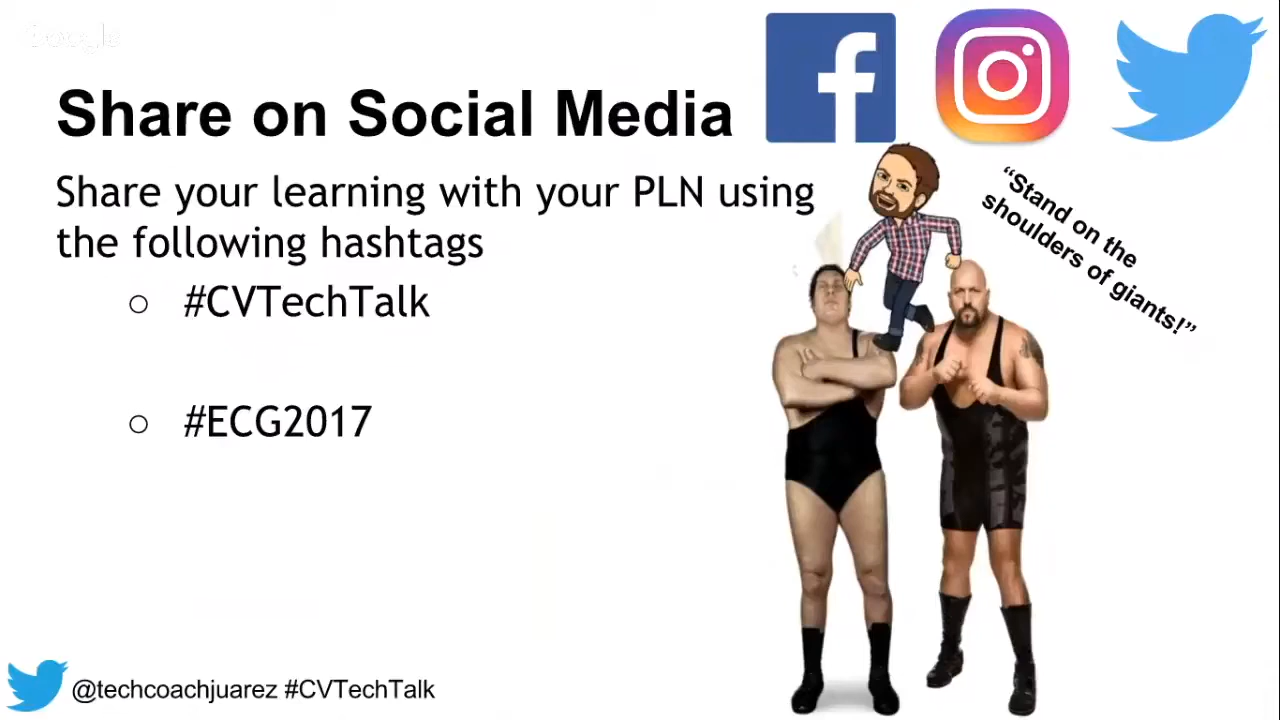 Google
Share on Social Media
Share your learning with your PLN using
the following hashtags
○ #CVTechTalk
○ #ECG2017
“Stand on the
shoulders of giants!”
@techcoachjuarez #CVTechTalk